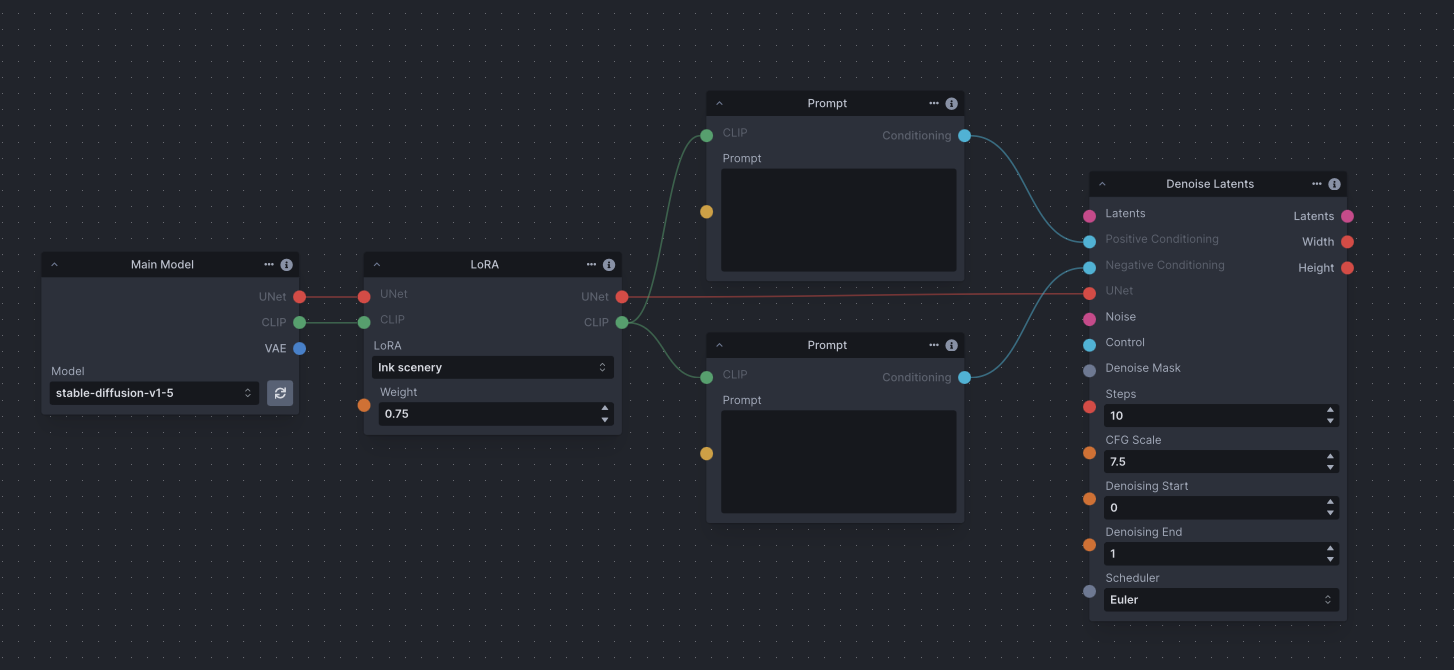 Main Model
UNet
CLIP
VAE
Model
stable-diffusion-v1-5
LoRA
UNet
UNet
CLIP
CLIP
LoRA
Ink scenery
Weight
0.75
Prompt
CLIP
Conditioning
Prompt
Prompt
CLIP
Conditioning
Prompt
Denoise Latents
Latents
Latents
Positive Conditioning
Width
Negative Conditioning
Height
UNet
Noise
Control
Denoise Mask
Steps
10
CFG Scale
7.5
Denoising Start
0
Denoising End
1
Scheduler
Euler